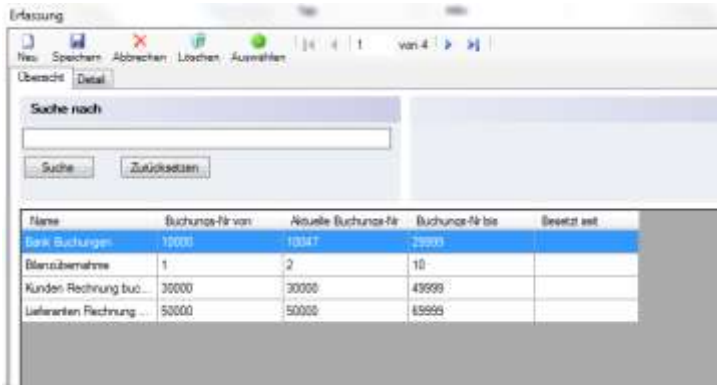 Erfassung
Neu Speichern Abbrechen Löschen Auswählen 1 von 4
Übersicht Detail
Suche nach
Suche Zurücksetzen
Name Buchungs-Nr von Aktuelle Buchungs-Nr Buchungs-Nr bis Besetzt seit
Bank Buchungen 10000 10047 29999
Bilanzübernahme 1 2 10
Kunden Rechnung buc... 30000 30000 49999
Lieferanten Rechnung ... 50000 50000 69999